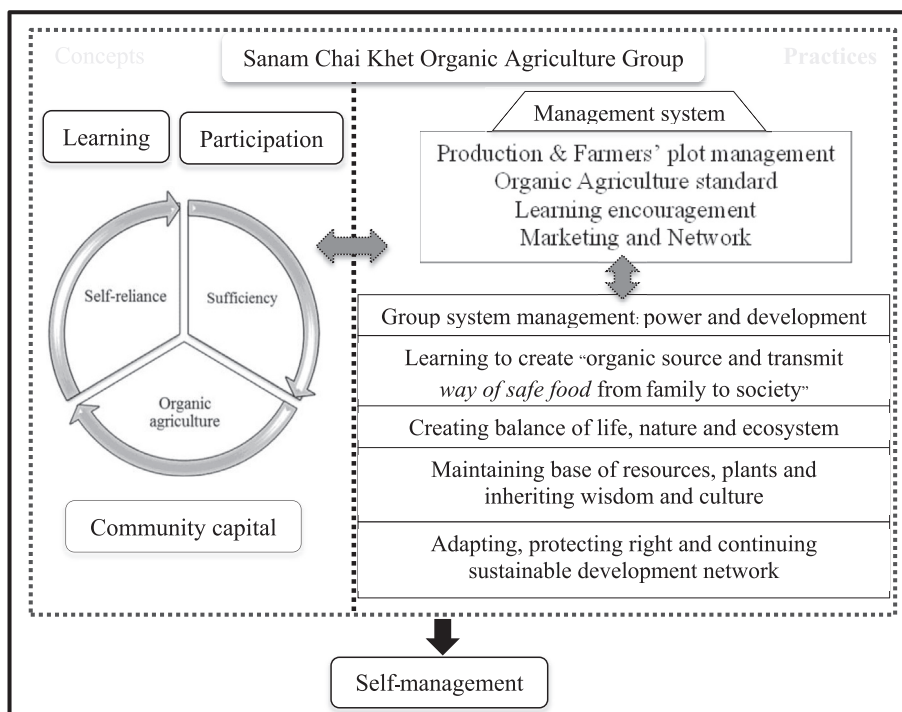 Concepts
Sanam Chai Khet Organic Agriculture Group
Practices
Learning
Participation
Self-reliance
Sufficiency
Organic
agriculture
Community capital
Management system
Production & Farmers’ plot management
Organic Agriculture standard
Learning encouragement
Marketing and Network
Group system management: power and development
Learning to create “organic source and transmit
way of safe food from family to society”
Creating balance of life, nature and ecosystem
Maintaining base of resources, plants and
inheriting wisdom and culture
Adapting, protecting right and continuing
sustainable development network
Self-management